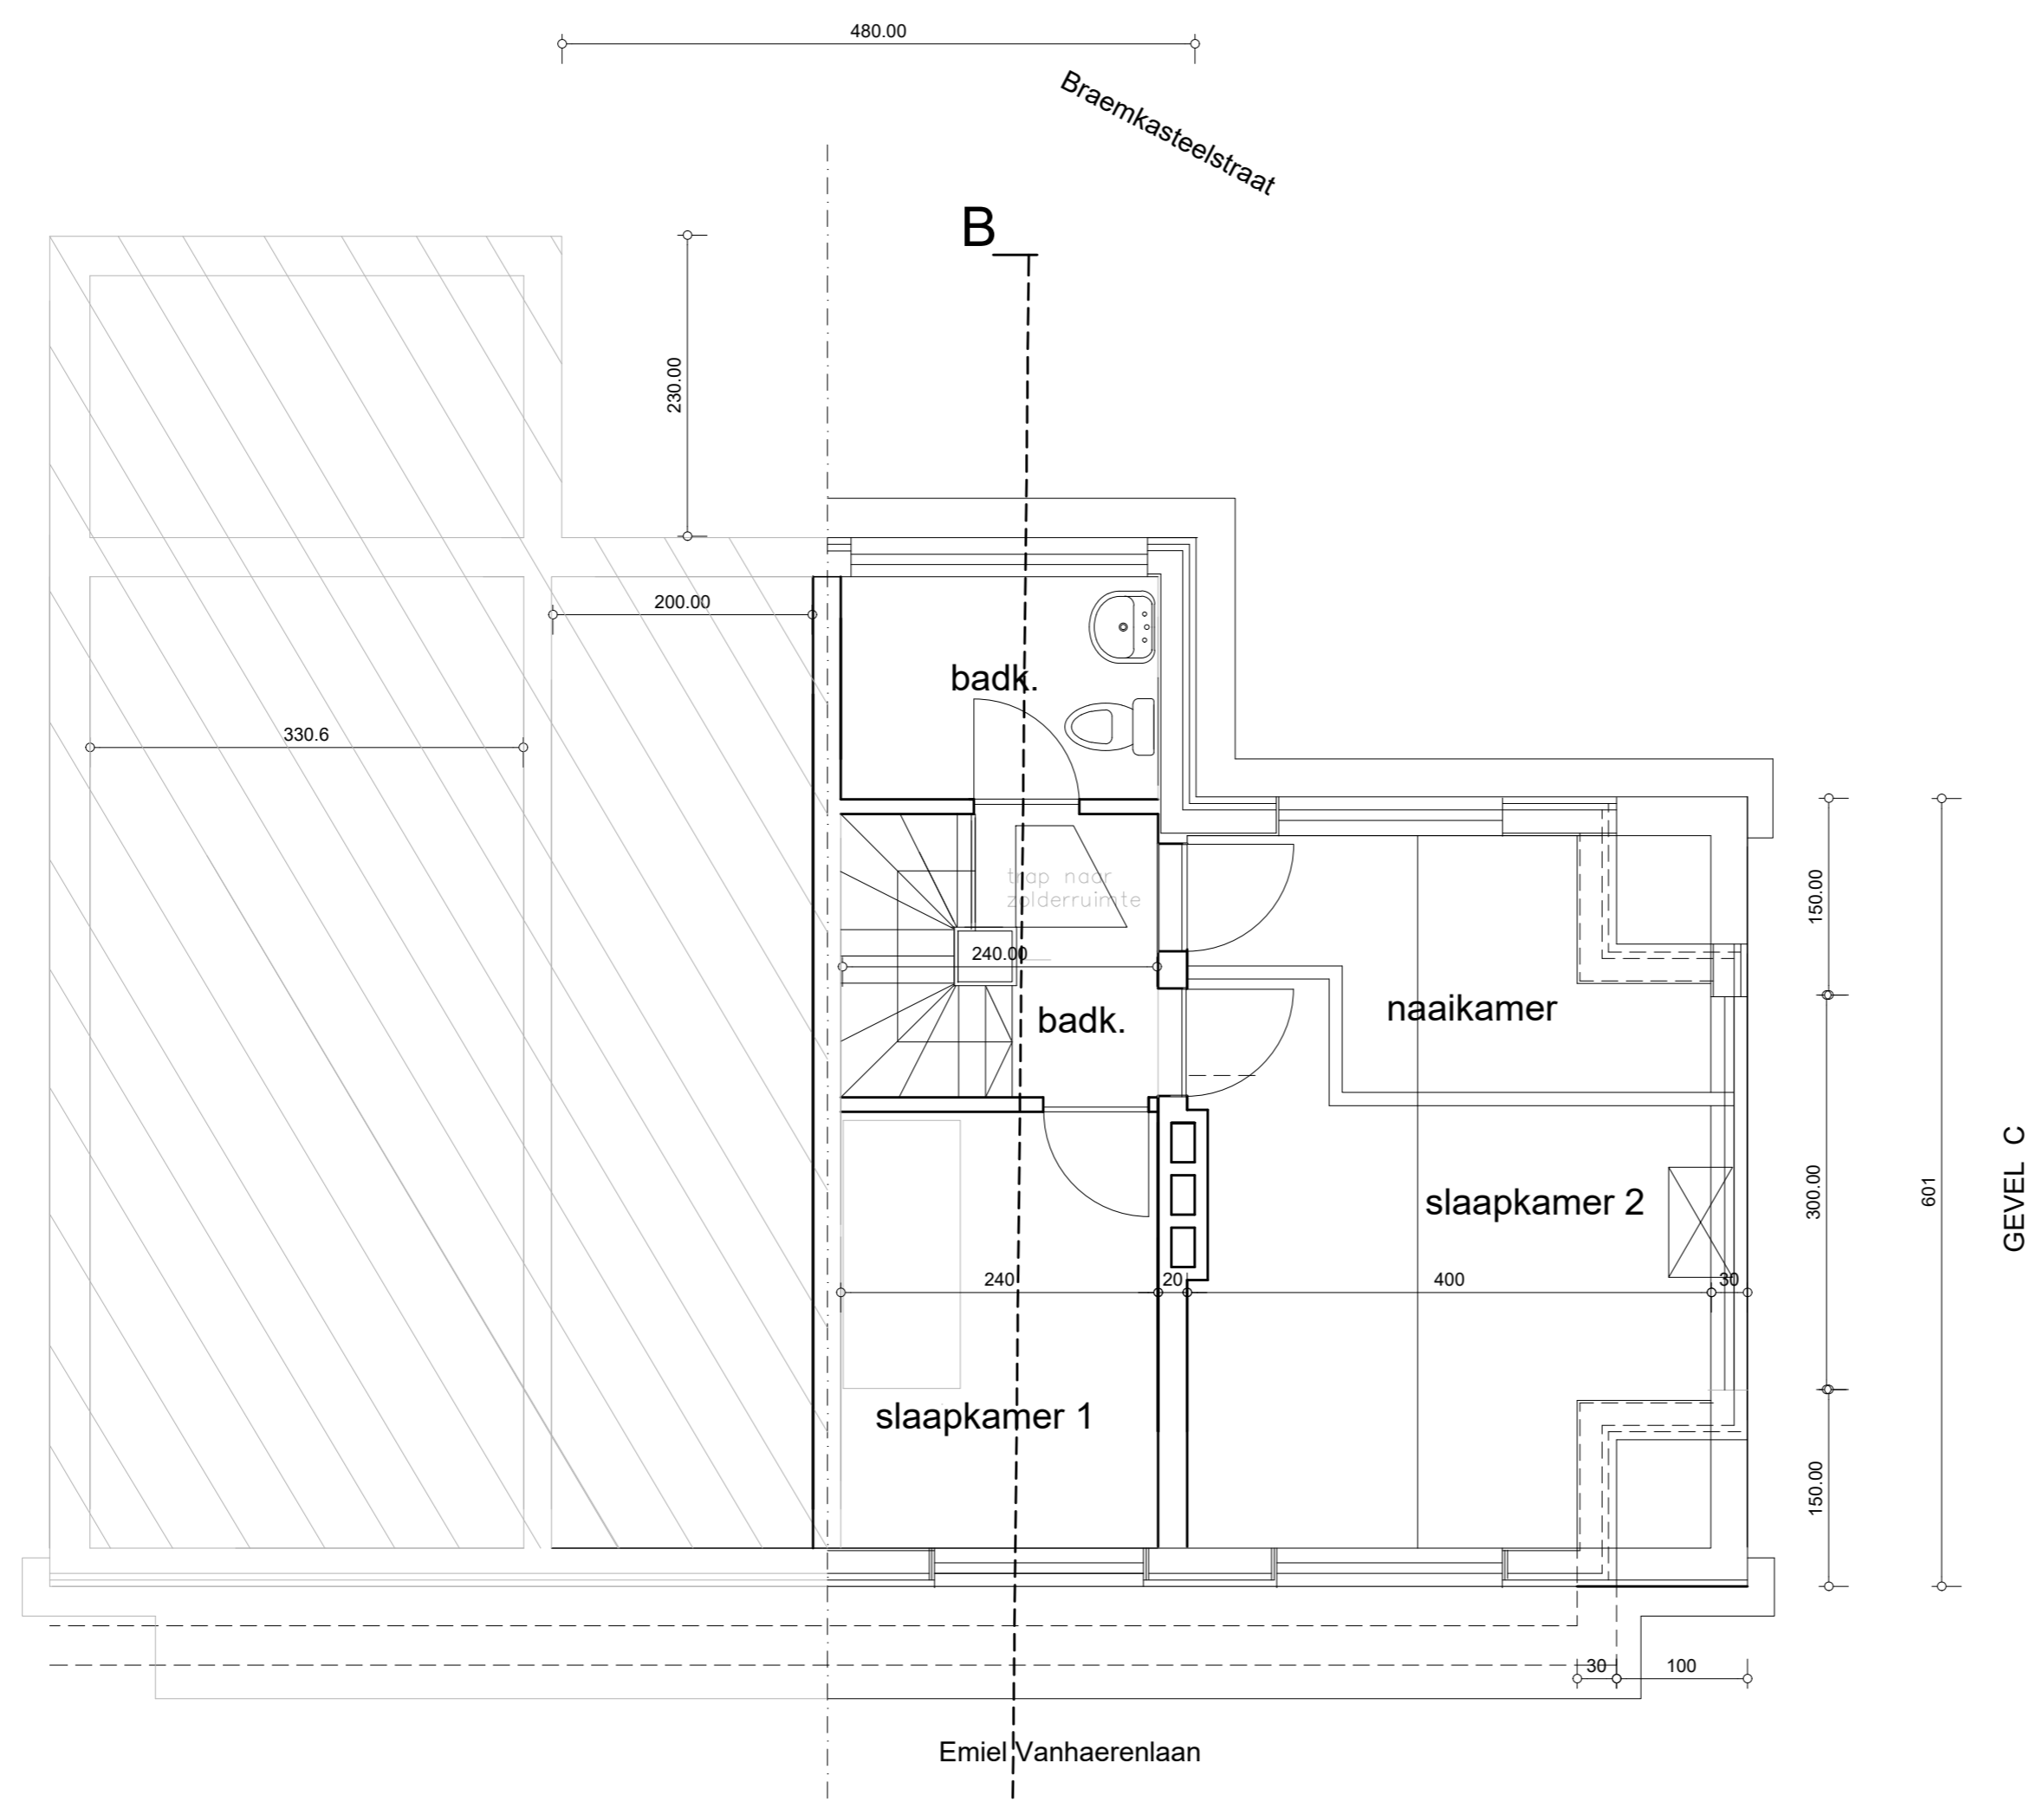 480.00
Braemkasteelstraat
B
230.00
200.00
badk.
330.6
trap naar
zolderruimte
150.00
240.00
naaikamer
badk.
300.00
601
GEVEL C
slaapkamer 2
240
20
400
30
slaapkamer 1
150.00
30
100
Emiel Vanhaerenlaan